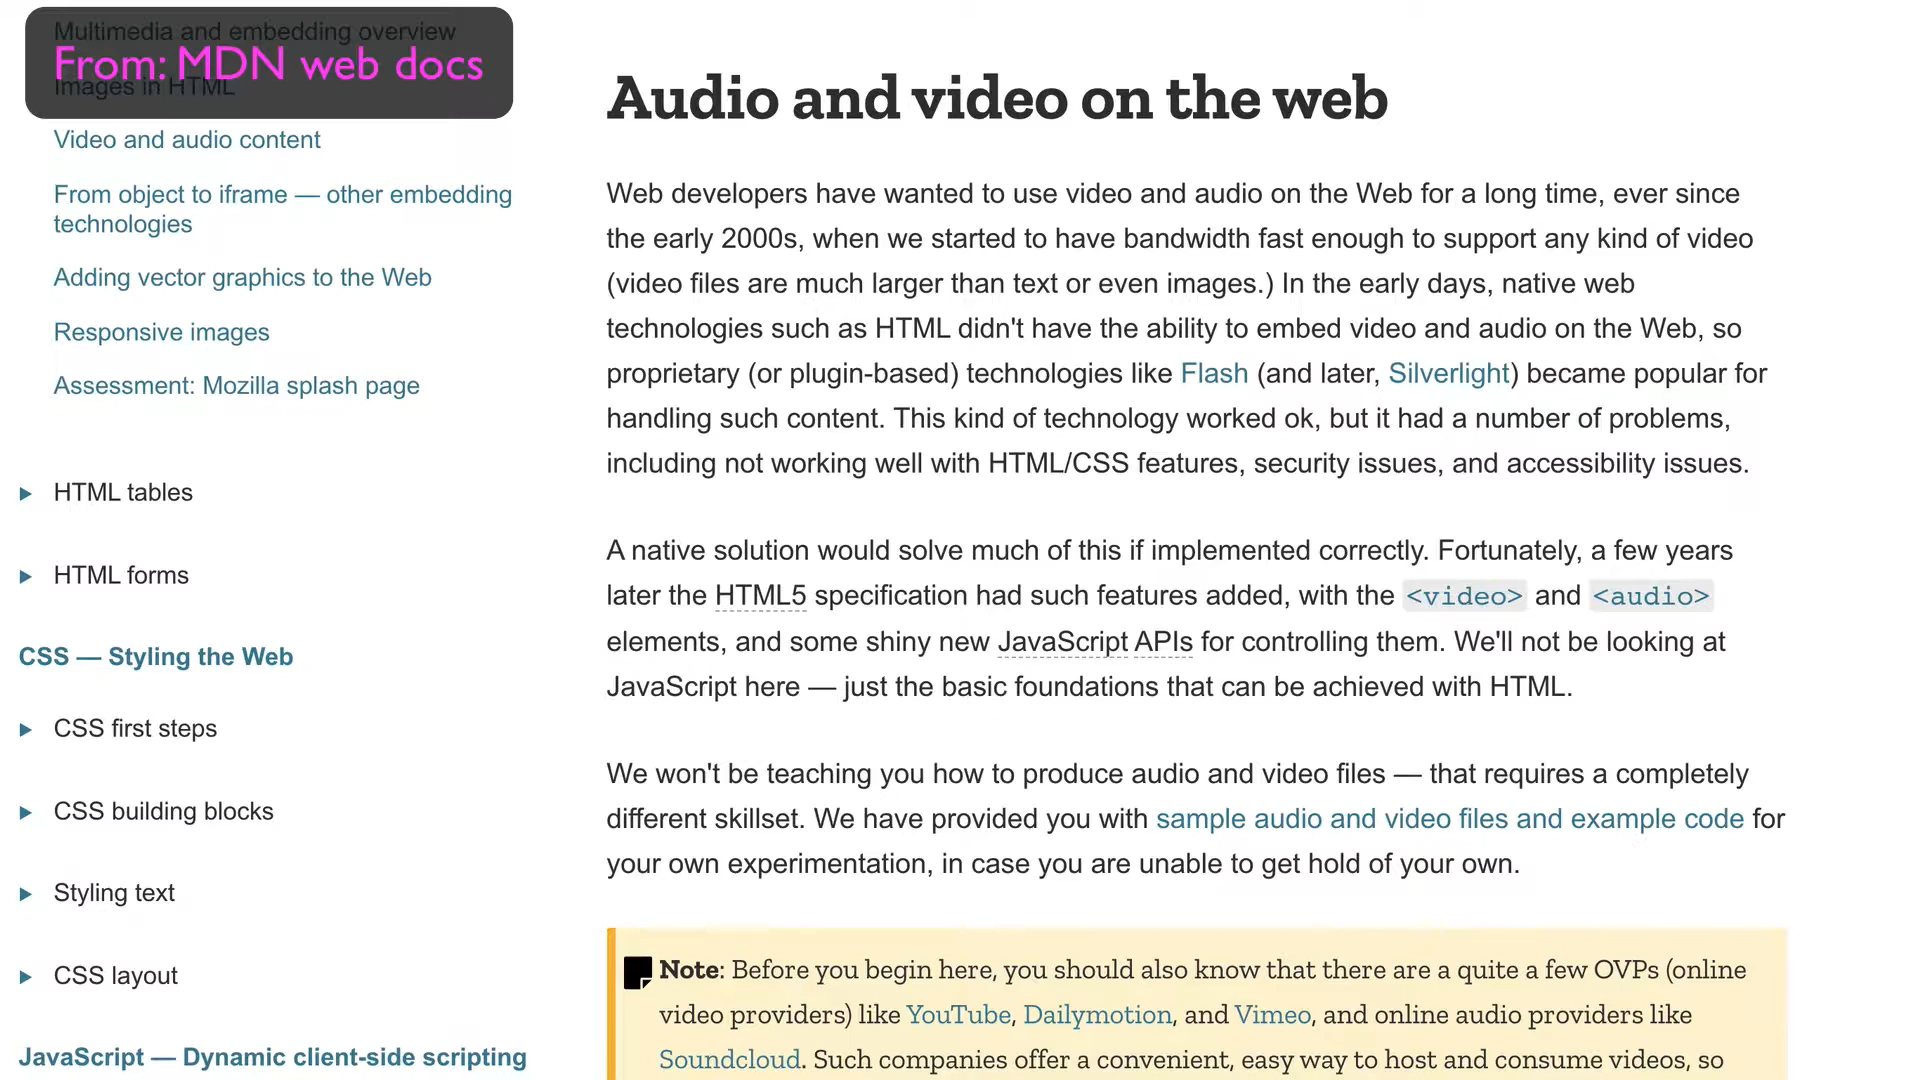 Multimedia and embedding overview
From: MDN web docs
Images in HTML
Video and audio content
From object to iframe — other embedding
technologies
Adding vector graphics to the Web
Responsive images
Assessment: Mozilla splash page
HTML tables
HTML forms
CSS — Styling the Web
CSS first steps
CSS building blocks
Styling text
CSS layout
JavaScript — Dynamic client-side scripting
Audio and video on the web
Web developers have wanted to use video and audio on the Web for a long time, ever since
the early 2000s, when we started to have bandwidth fast enough to support any kind of video
(video files are much larger than text or even images.) In the early days, native web
technologies such as HTML didn't have the ability to embed video and audio on the Web, so
proprietary (or plugin-based) technologies like Flash (and later, Silverlight) became popular for
handling such content. This kind of technology worked ok, but it had a number of problems,
including not working well with HTML/CSS features, security issues, and accessibility issues.
A native solution would solve much of this if implemented correctly. Fortunately, a few years
later the HTML5 specification had such features added, with the <video> and <audio>
elements, and some shiny new JavaScript APIs for controlling them. We'll not be looking at
JavaScript here — just the basic foundations that can be achieved with HTML.
We won't be teaching you how to produce audio and video files — that requires a completely
different skillset. We have provided you with sample audio and video files and example code for
your own experimentation, in case you are unable to get hold of your own.
Note: Before you begin here, you should also know that there are a quite a few OVPs (online
video providers) like YouTube, Dailymotion, and Vimeo, and online audio providers like
Soundcloud. Such companies offer a convenient, easy way to host and consume videos, so